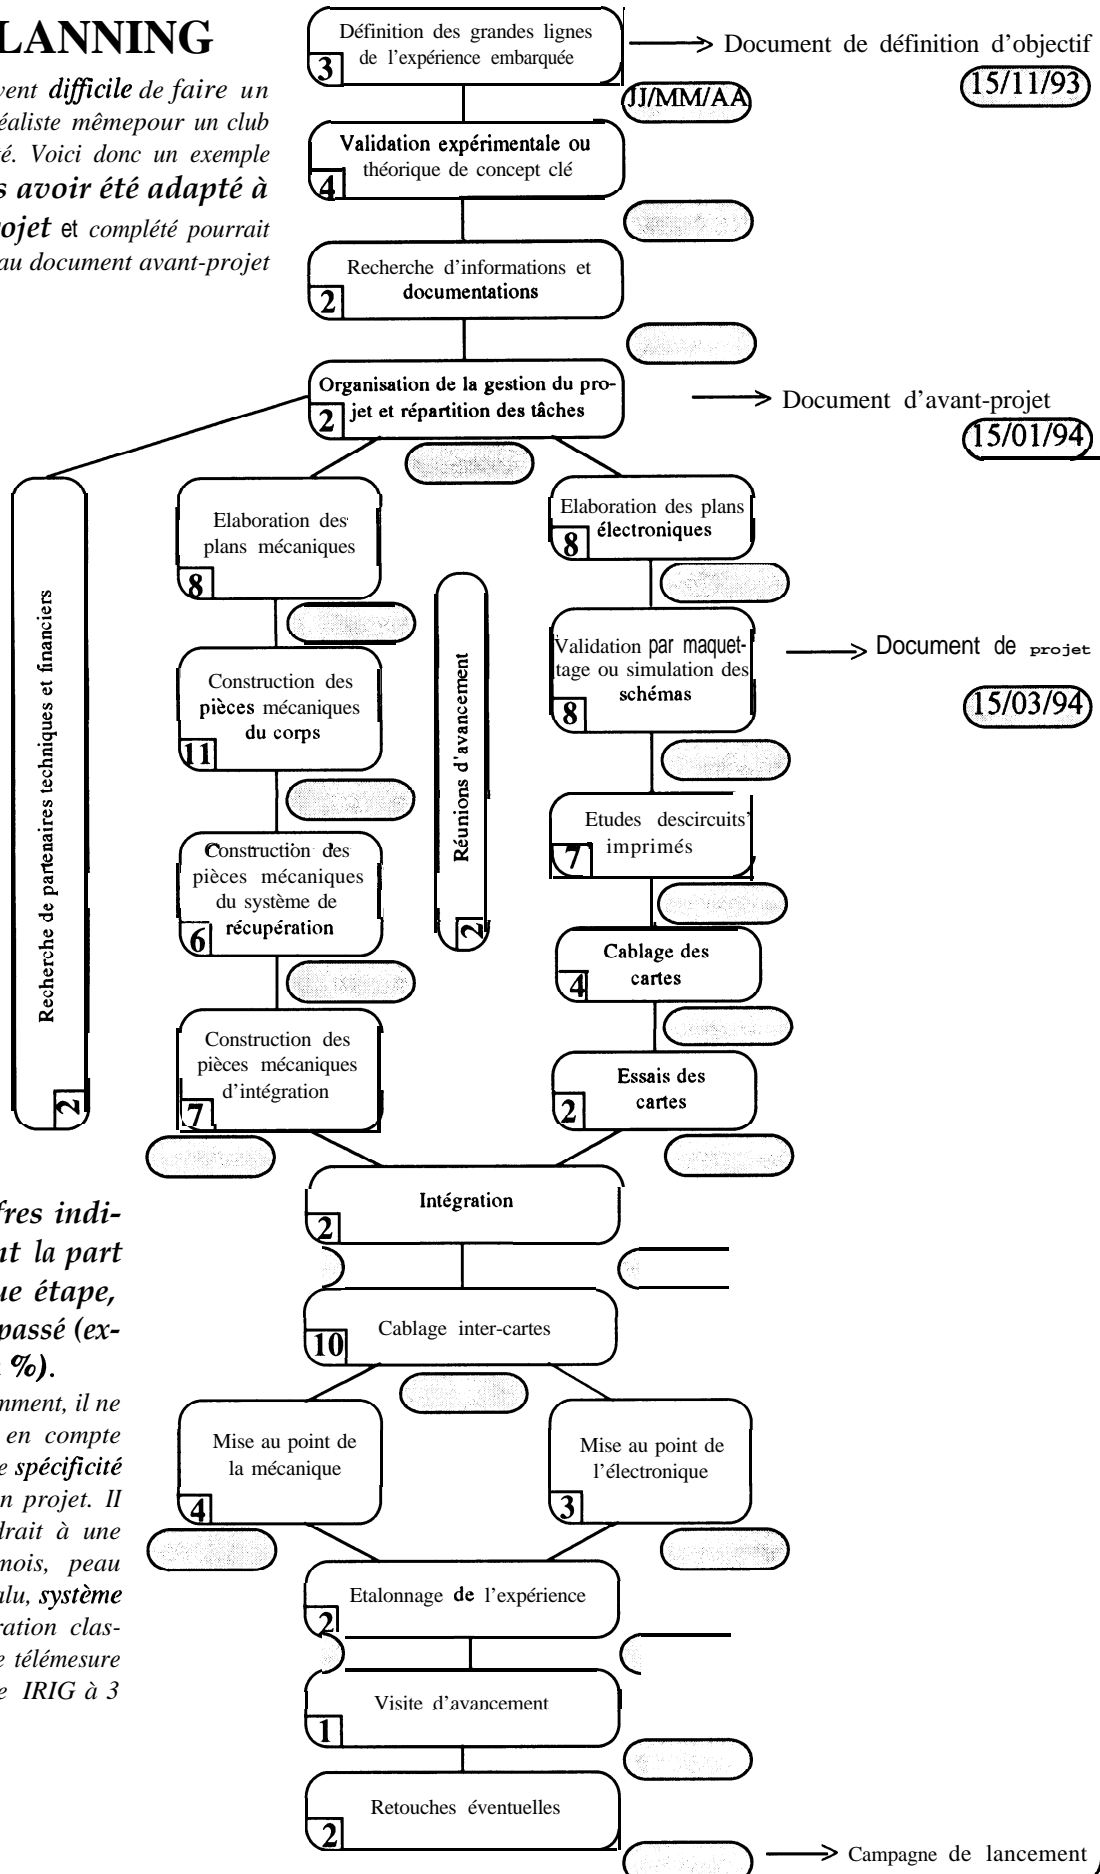 LANNING
difficile de faire un
mêmepour un club
Voici donc un exemple
avoir été adapté à
et complété pourrait
au document avant-projet
Définition des grandes lignes
de l'expérience embarquée
3
Document de définition d'objectif
15/11/93
JJ/MM/AA
Validation expérimentale ou
théorique de concept clé
4
Recherche d'informations et
documentations
2
Organisation de la gestion du pro-
jet et répartition des tâches
2
Document d'avant-projet
15/01/94
Recherche de partenaires techniques et financiers
2
Elaboration des
plans mécaniques
8
Construction des
pièces mécaniques
du corps
11
Construction des
pièces mécaniques
du système de
récupération
6
Construction des
pièces mécaniques
d'intégration
7
Réunions d'avancement
2
Elaboration des plans
électroniques
8
Validation par maquet-
tage ou simulation des
schémas
8
Document de projet
15/03/94
Etudes descircuits'
imprimés
7
Cablage des
cartes
4
Essais des
cartes
2
Intégration
2
Cablage inter-cartes
10
Mise au point de
la mécanique
4
Mise au point de
l'électronique
3
Etalonnage de l'expérience
2
Visite d'avancement
1
Retouches éventuelles
2
Campagne de lancement
fres indi-
nt la part
ue étape,
passé (ex-
%).
mment, il ne
en compte
e spécificité
n projet. II
drait à une
mois, peau
alu, système
ration clas-
e télémesure
e IRIG à 3